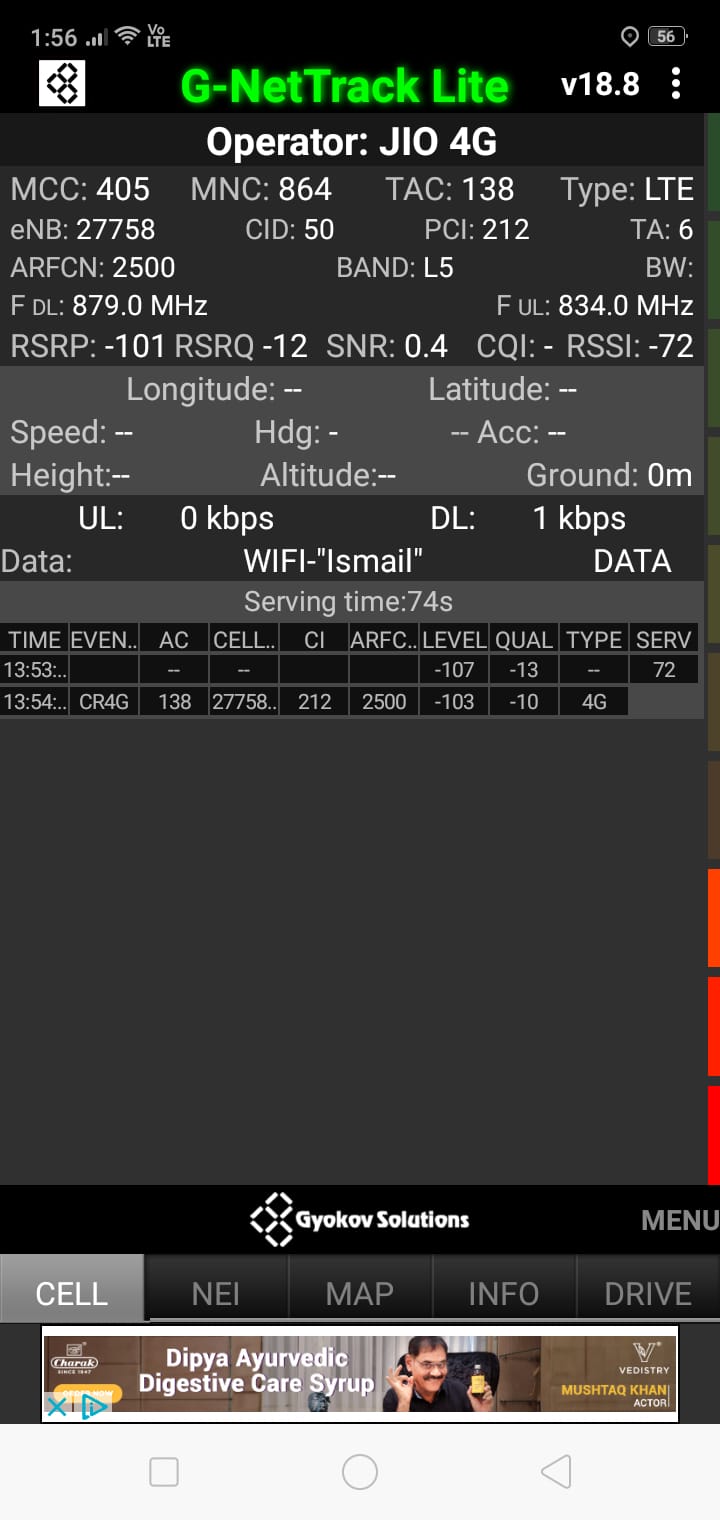 1:56 Vo LTE 56
G-NetTrack Lite v18.8
Operator: JIO 4G
MCC: 405 MNC: 864 TAC: 138 Type: LTE
eNB: 27758 CID: 50 PCI: 212 TA: 6
ARFCN: 2500 BAND: L5 BW:
F DL: 879.0 MHz F UL: 834.0 MHz
RSRP: -101 RSRQ -12 SNR: 0.4 CQI: - RSSI: -72
Longitude: -- Latitude: --
Speed: -- Hdg: - -- Acc: --
Height:-- Altitude:-- Ground: 0m
UL: 0 kbps DL: 1 kbps
Data: WIFI-"Ismail" DATA
Serving time:74s
TIME EVEN.. AC CELL.. CI ARFC.. LEVEL QUAL TYPE SERV
13:53:.. -- -- -107 -13 -- 72
13:54:.. CR4G 138 27758.. 212 2500 -103 -10 4G
Gyokov Solutions MENU
CELL NEI MAP INFO DRIVE
Charak
SINCE 1947
ORDER NOW
Dipya Ayurvedic
Digestive Care Syrup
VEDISTRY
MUSHTAQ KHAN
ACTOR